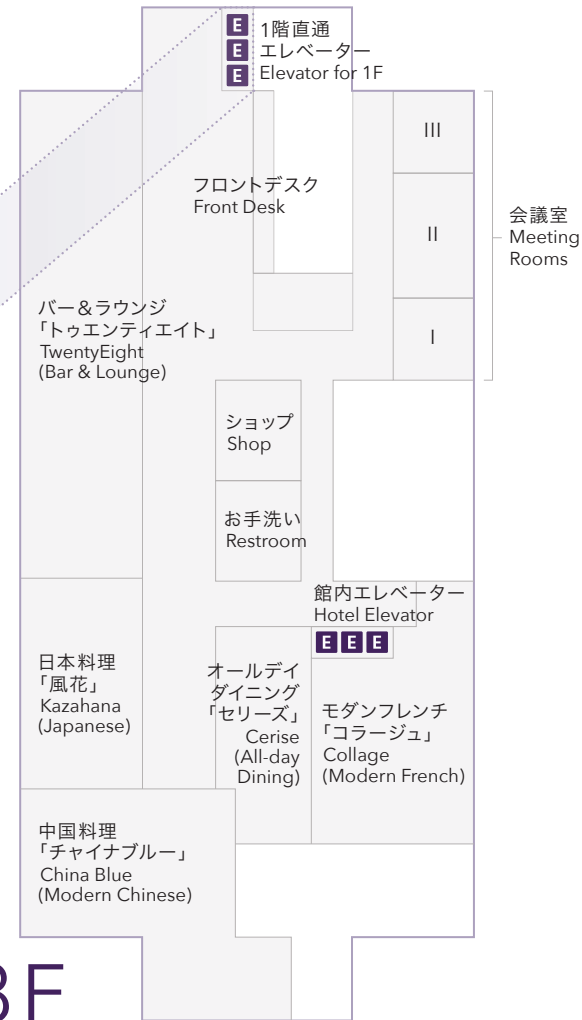 E
E
E
1階直通
エレベーター
Elevator for 1F
III
フロントデスク
Front Desk
II
会議室
Meeting
Rooms
バー&ラウンジ
「トゥエンティエイト」
TwentyEight
(Bar & Lounge)
I
ショップ
Shop
お手洗い
Restroom
館内エレベーター
Hotel Elevator
E E E
日本料理
「風花」
Kazahana
(Japanese)
オールデイ
ダイニング
「セリーズ」
Cerise
(All-day
Dining)
モダンフレンチ
「コラージュ」
Collage
(Modern French)
中国料理
「チャイナブルー」
China Blue
(Modern Chinese)
8F